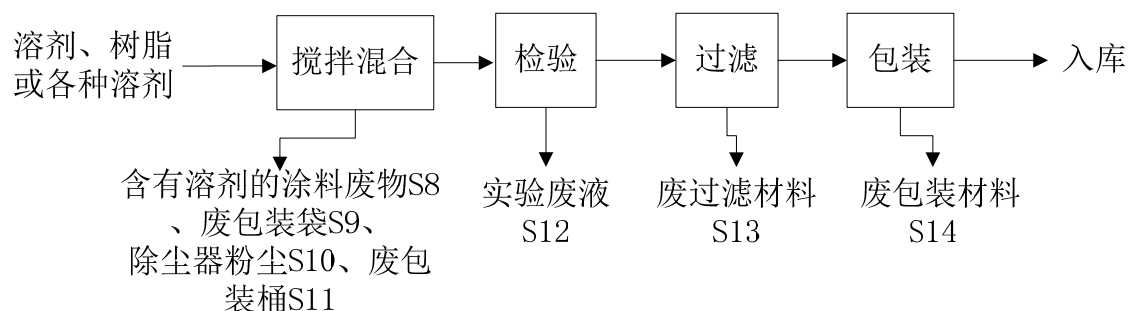 溶剂、树脂
或各种溶剂
搅拌混合
检验
过滤
包装
入库
含有溶剂的涂料废物S8
、废包装袋S9、
除尘器粉尘S10、废包
装桶S11
实验废液
S12
废过滤材料
S13
废包装材料
S14